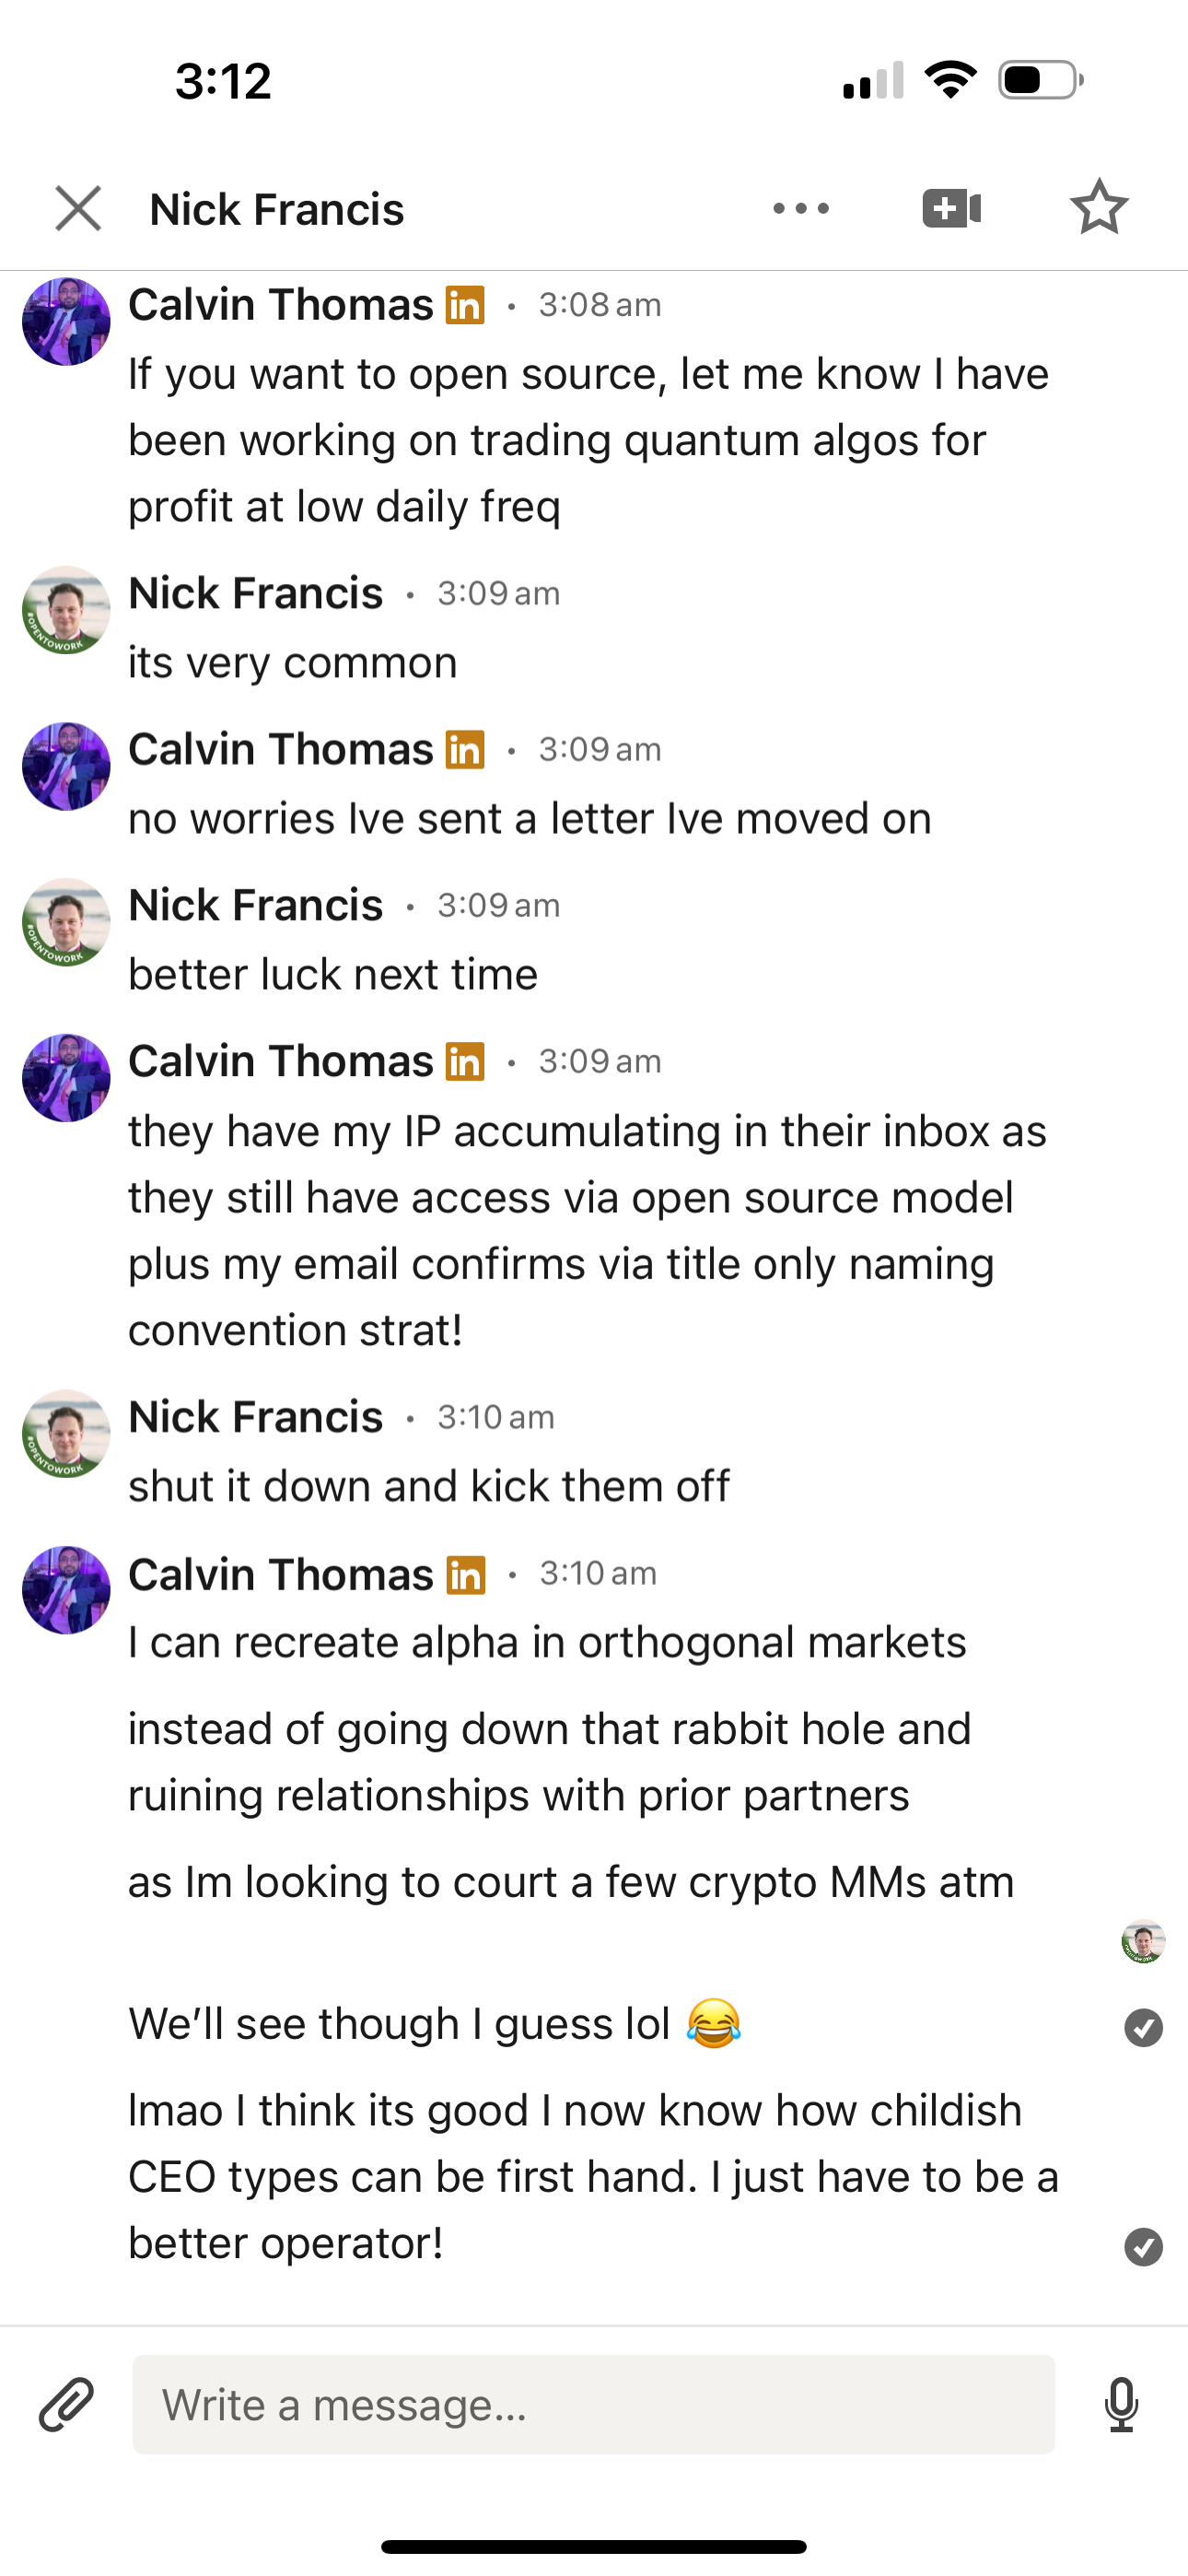 3:12
Nick Francis
Calvin Thomas in • 3:08 am
If you want to open source, let me know I have
been working on trading quantum algos for
profit at low daily freq
Nick Francis • 3:09 am
#OPENTOWORK
its very common
Calvin Thomas in • 3:09 am
no worries Ive sent a letter Ive moved on
Nick Francis • 3:09 am
#OPENTOWORK
better luck next time
Calvin Thomas in • 3:09 am
they have my IP accumulating in their inbox as
they still have access via open source model
plus my email confirms via title only naming
convention strat!
Nick Francis • 3:10 am
#OPENTOWORK
shut it down and kick them off
Calvin Thomas in • 3:10 am
I can recreate alpha in orthogonal markets
instead of going down that rabbit hole and
ruining relationships with prior partners
as Im looking to court a few crypto MMs atm
We’ll see though I guess lol 😂
lmao I think its good I now know how childish
CEO types can be first hand. I just have to be a
better operator!
Write a message...